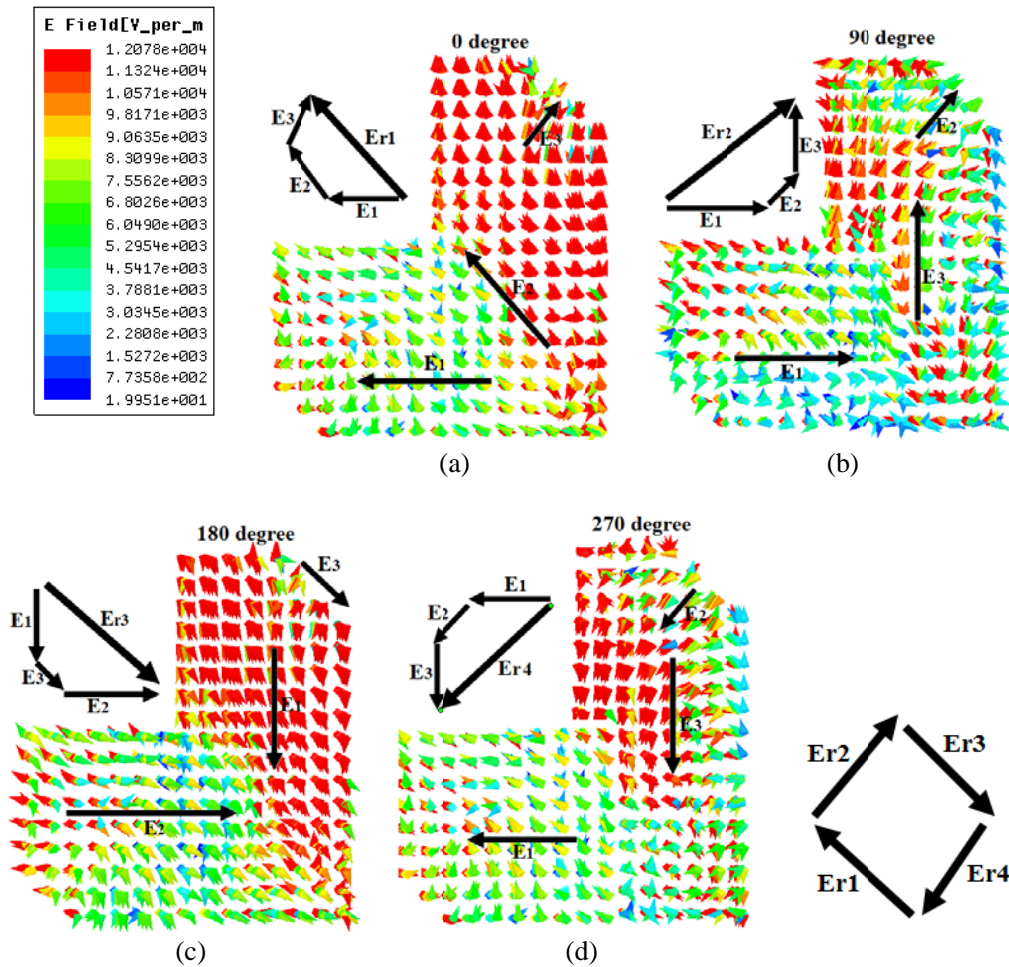 E Field[V_per_m
1.2078e+004
1.1324e+004
1.0571e+004
9.8171e+003
9.0635e+003
8.3099e+003
7.5562e+003
6.8026e+003
6.0490e+003
5.2954e+003
4.5417e+003
3.7881e+003
3.0345e+003
2.2808e+003
1.5272e+003
7.7358e+002
1.9951e+001
0 degree
E3
Er1
E2
E1
E3
E2
E1
(a)
90 degree
Er2
E3
E1
E2
E2
E3
E1
(b)
180 degree
E1
Er3
E3
E2
E3
E1
E2
(c)
270 degree
E1
E2
E3
Er4
E2
E3
E1
(d)
Er2
Er3
Er1
Er4